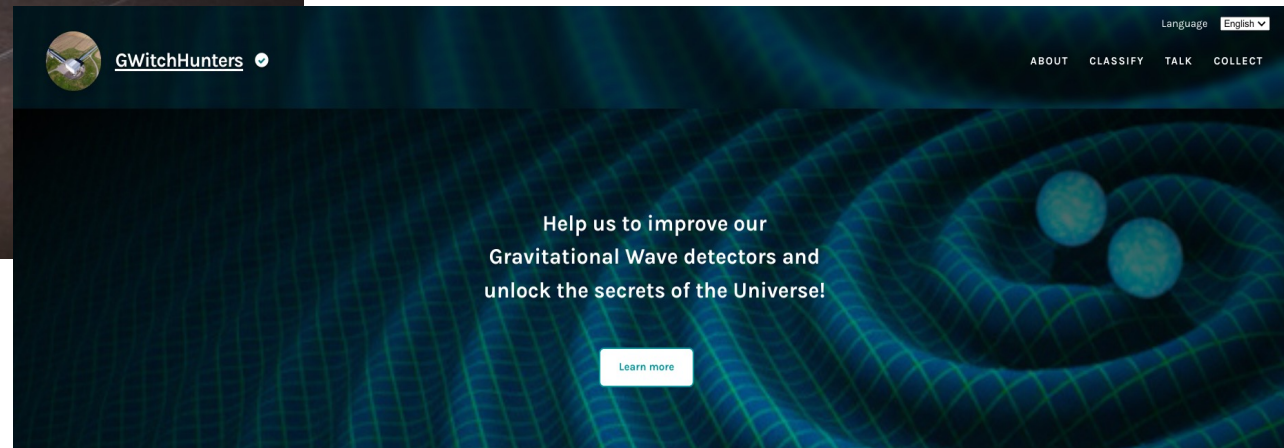 Language English
GWitchHunters
ABOUT CLASSIFY TALK COLLECT
Help us to improve our
Gravitational Wave detectors and
unlock the secrets of the Universe!
Learn more